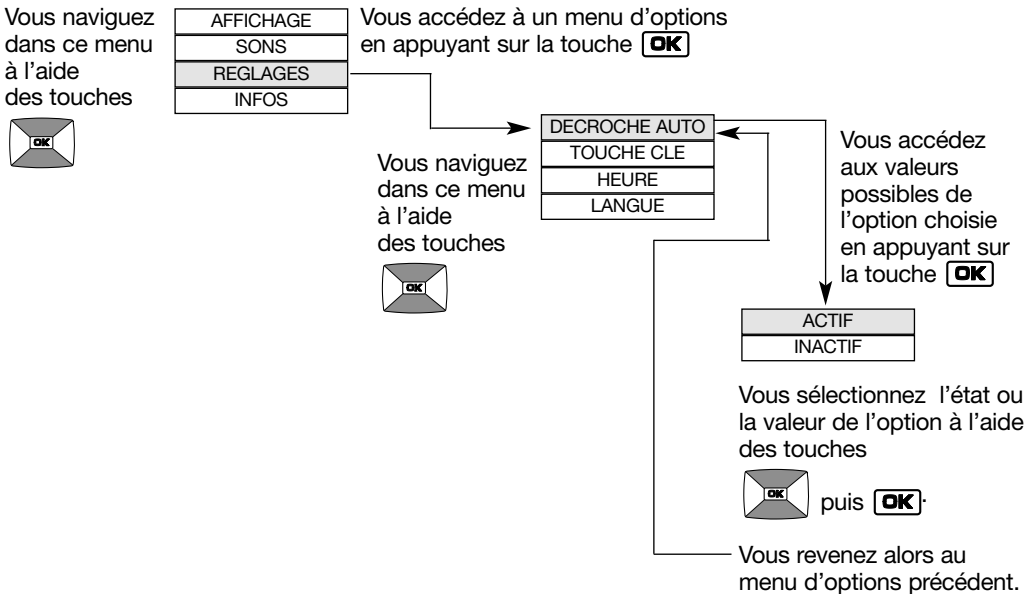 Vous naviguez
dans ce menu
à l'aide
des touches
OK
AFFICHAGE
SONS
REGLAGES
INFOS
Vous accédez à un menu d'options
en appuyant sur la touche OK
Vous naviguez
dans ce menu
à l'aide
des touches
OK
DECROCHE AUTO
TOUCHE CLE
HEURE
LANGUE
Vous accédez
aux valeurs
possibles de
l'option choisie
en appuyant sur
la touche OK
ACTIF
INACTIF
Vous sélectionnez l'état ou
la valeur de l'option à l'aide
des touches
OK puis OK.
Vous revenez alors au
menu d'options précédent.